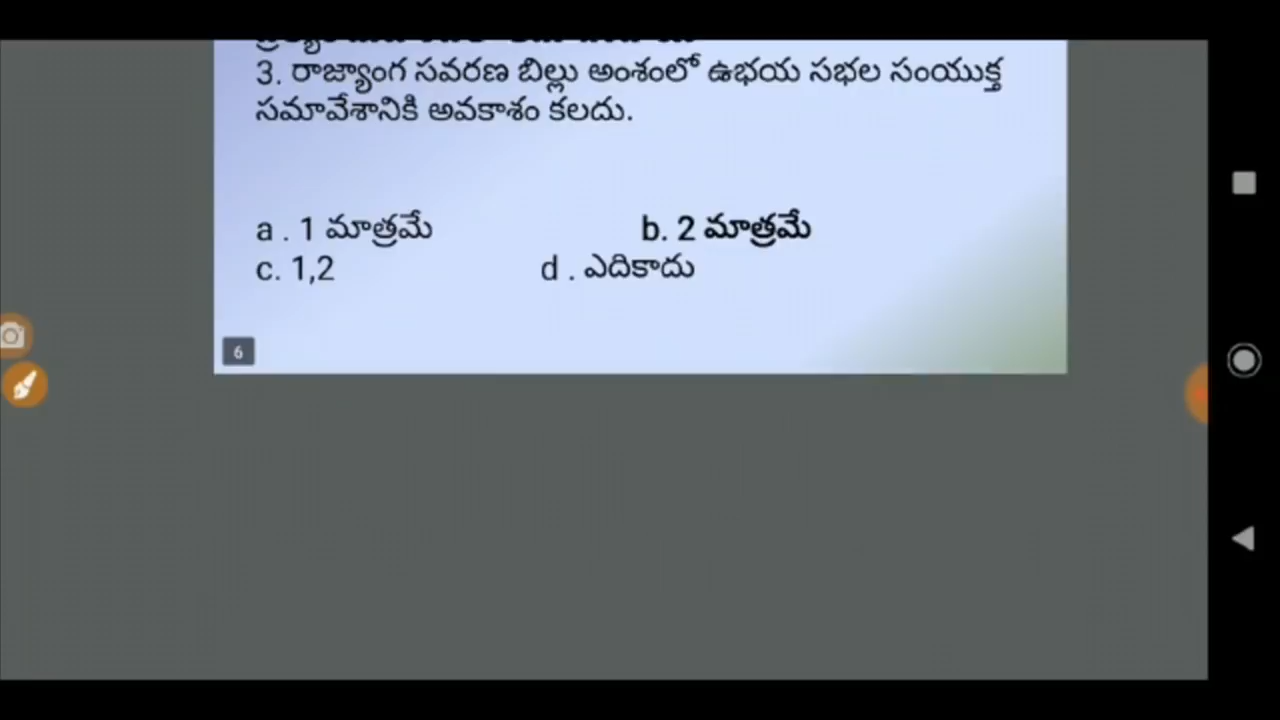 3. రాజ్యాంగ సవరణ బిల్లు అంశంలో ఉభయ సభల సంయుక్త
సమావేశానికి అవకాశం కలదు.
a . 1 మాత్రమే b. 2 మాత్రమే
c. 1,2 d . ఎదికాదు
6